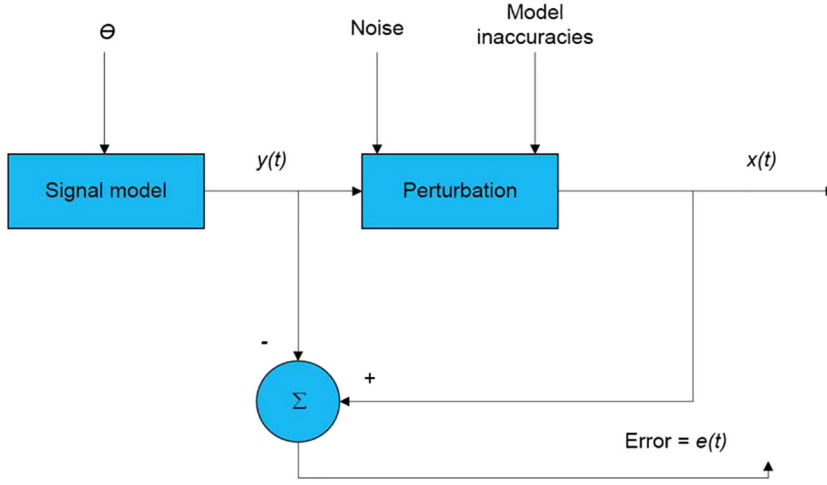 ϴ
Noise
Model
inaccuracies
Signal model
y(t)
Perturbation
x(t)
-
+
Σ
Error = e(t)